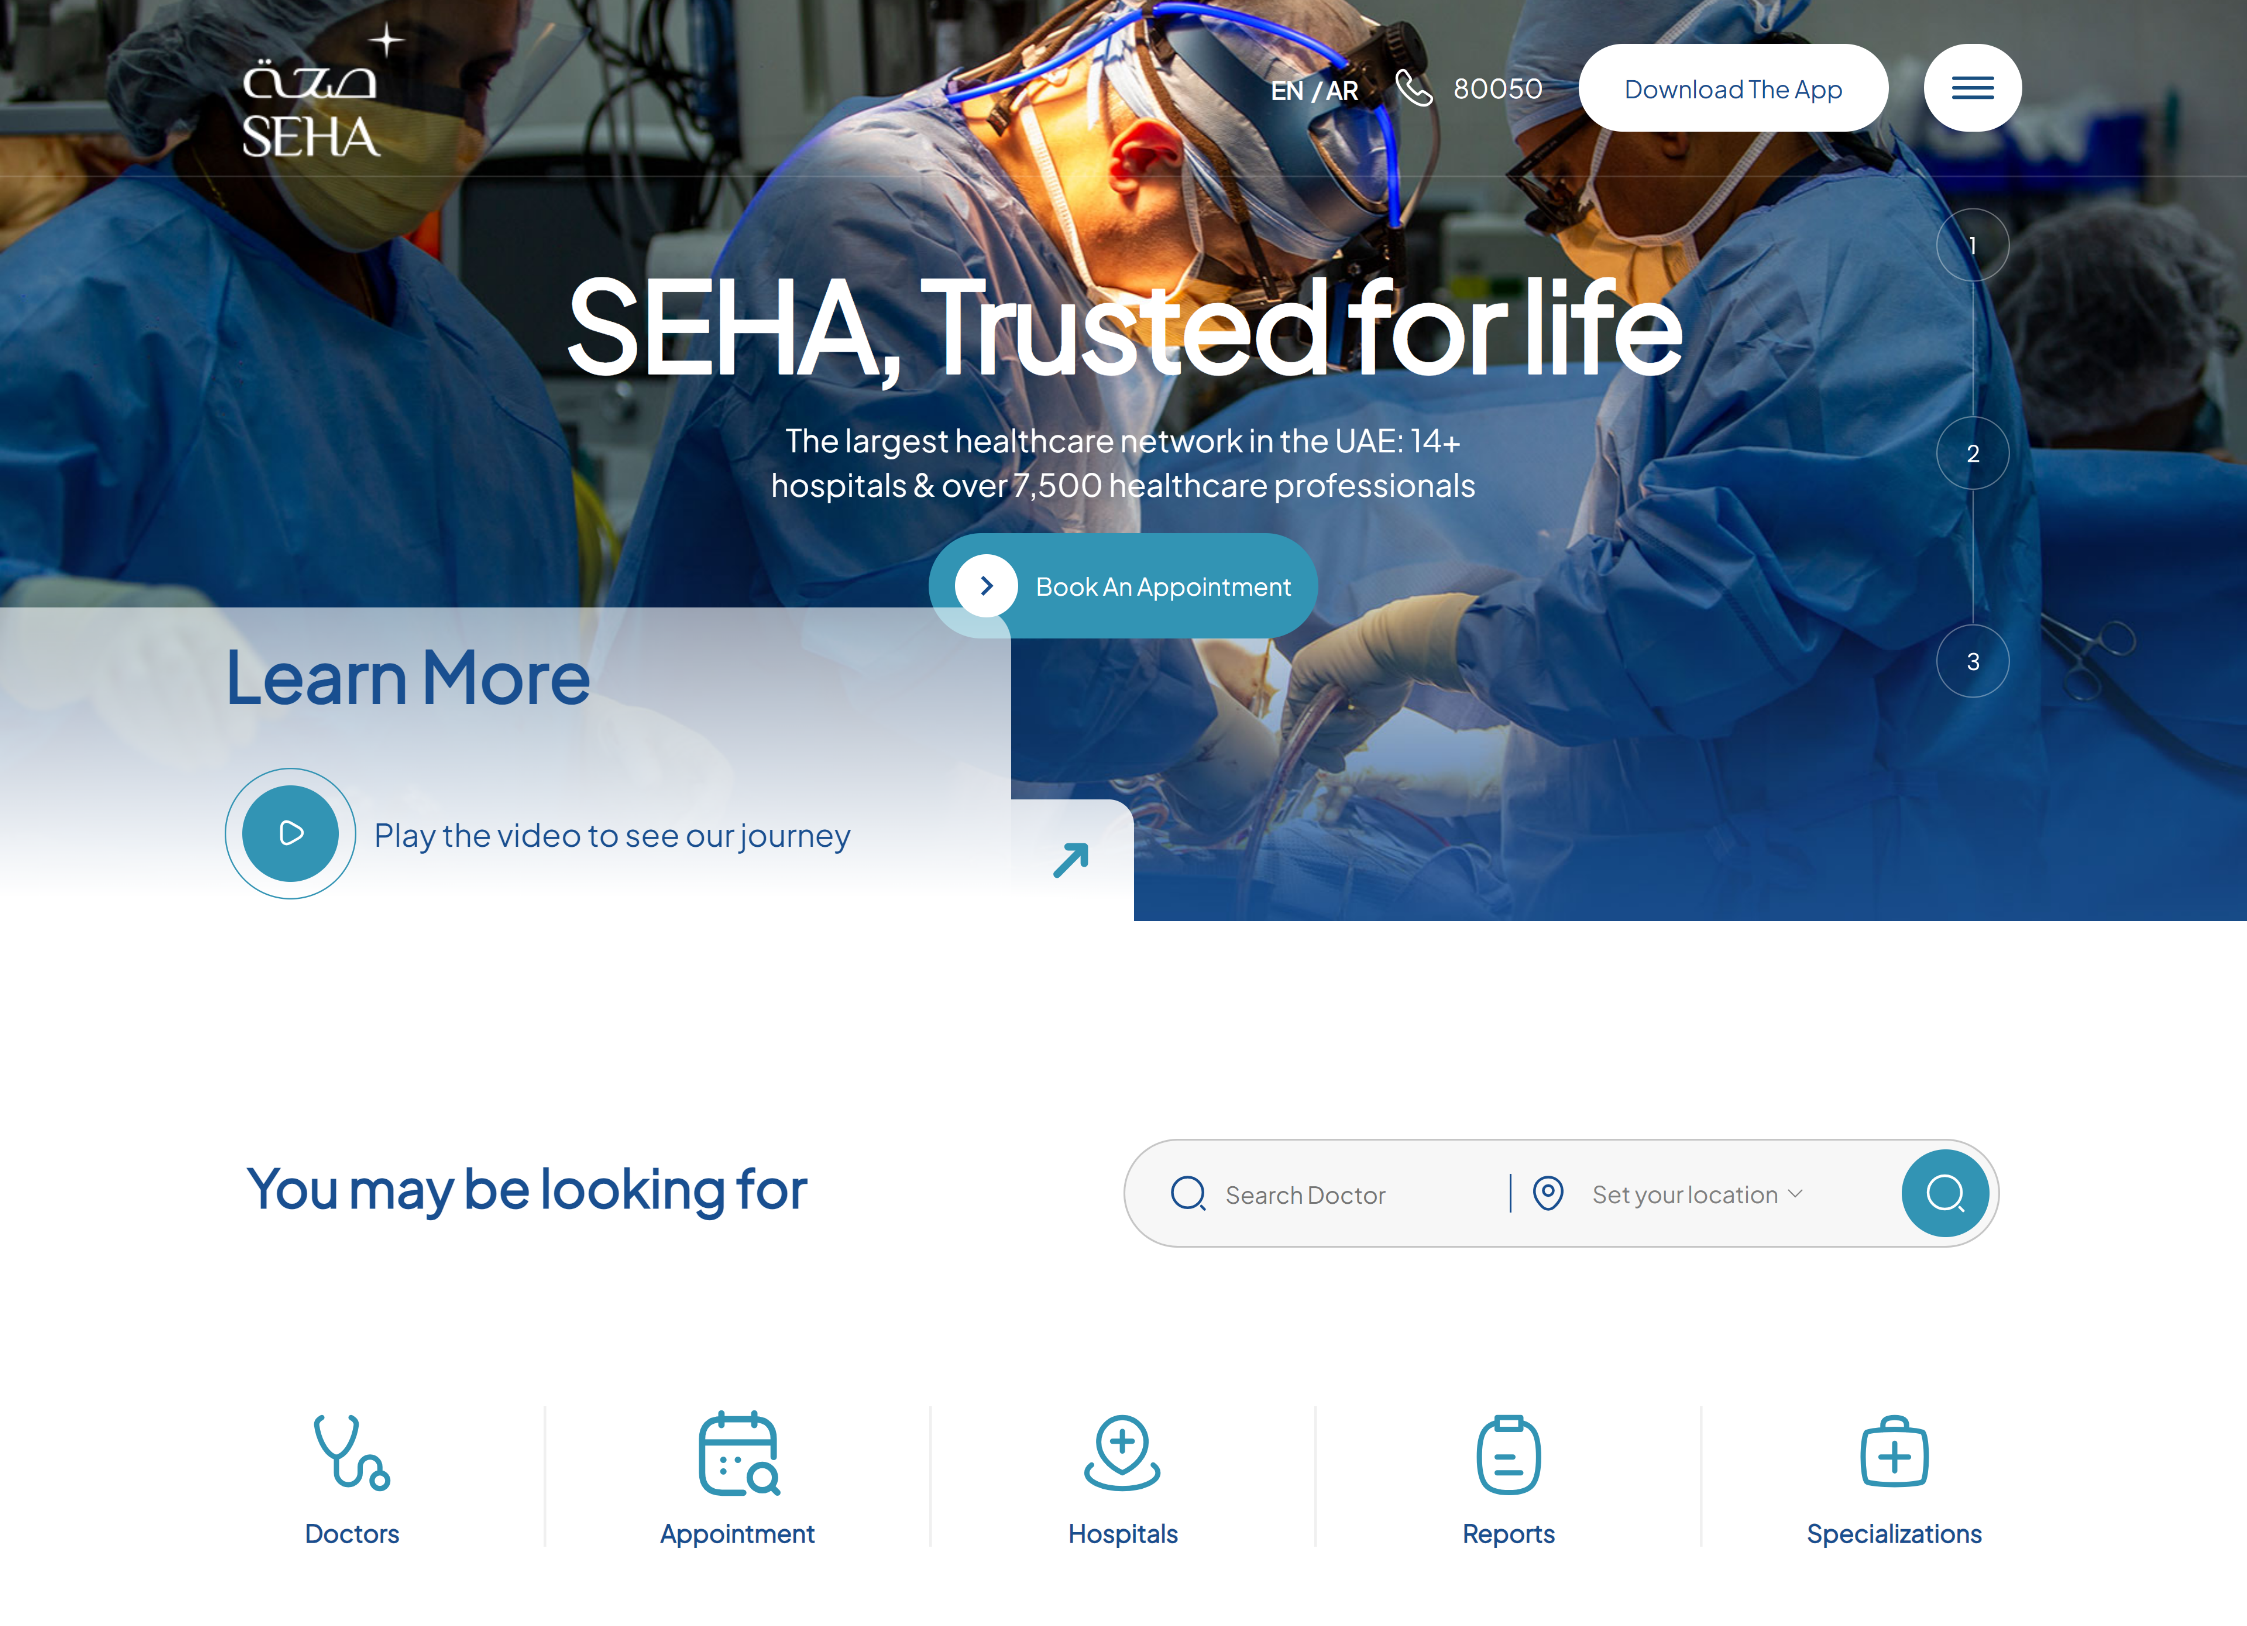 صحة
SEHA
EN / AR
80050
Download The App
1
SEHA, Trusted for life
The largest healthcare network in the UAE: 14+
hospitals & over 7,500 healthcare professionals
2
Book An Appointment
3
Learn More
Play the video to see our journey
You may be looking for
Search Doctor
Set your location
Doctors
Appointment
Hospitals
Reports
Specializations